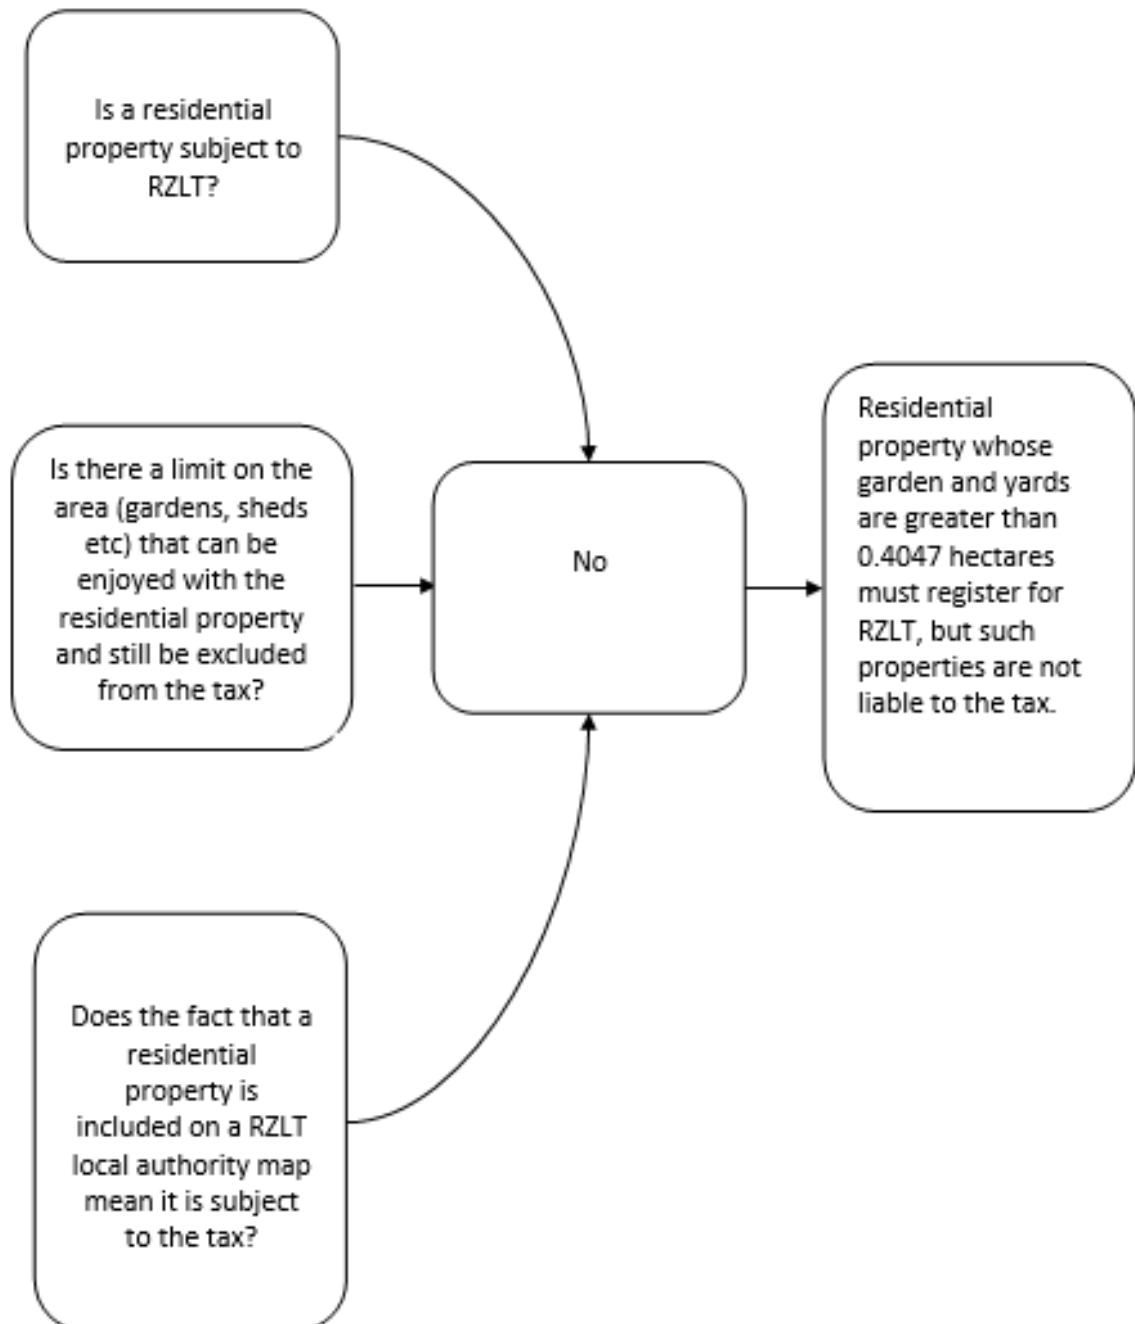 Is a residential
property subject to
RZLT?
Is there a limit on the
area (gardens, sheds
etc) that can be
enjoyed with the
residential property
and still be excluded
from the tax?
Does the fact that a
residential
property is
included on a RZLT
local authority map
mean it is subject
to the tax?
No
Residential
property whose
garden and yards
are greater than
0.4047 hectares
must register for
RZLT, but such
properties are not
liable to the tax.